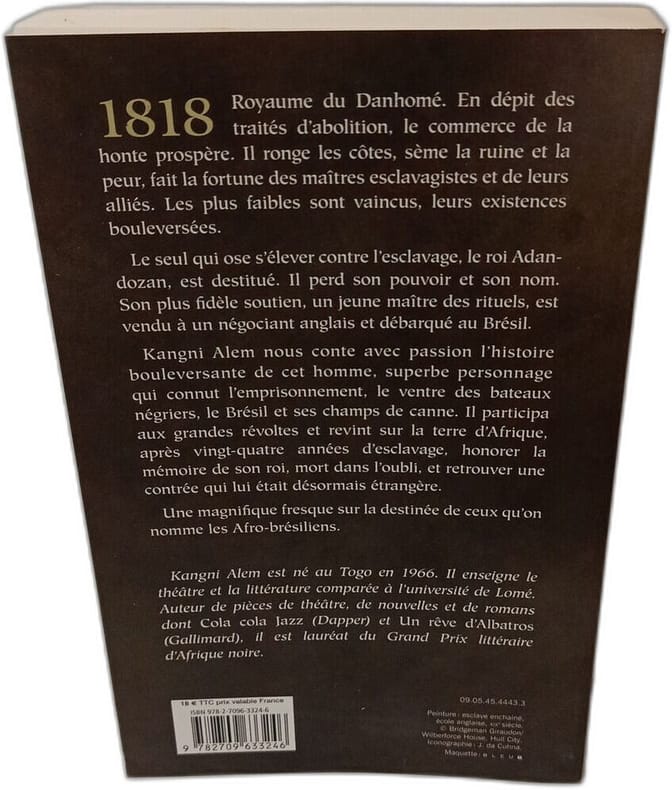 1818 Royaume du Danhomé. En dépit des
traités d'abolition, le commerce de la
honte prospère. Il ronge les côtes, sème la ruine et la
peur, fait la fortune des maîtres esclavagistes et de leurs
alliés. Les plus faibles sont vaincus, leurs existences
bouleversées.
Le seul qui ose s'élever contre l'esclavage, le roi Adan-
dozan, est destitué. Il perd son pouvoir et son nom.
Son plus fidèle soutien, un jeune maître des rituels, est
vendu à un négociant anglais et débarqué au Brésil.
Kangni Alem nous conte avec passion l'histoire
bouleversante de cet homme, superbe personnage
qui connut l'emprisonnement, le ventre des bateaux
négriers, le Brésil et ses champs de canne. Il participa
aux grandes révoltes et revint sur la terre d'Afrique,
après vingt-quatre années d'esclavage, honorer la
mémoire de son roi, mort dans l'oubli, et retrouver une
contrée qui lui était désormais étrangère.
Une magnifique fresque sur la destinée de ceux qu'on
nomme les Afro-brésiliens.
Kangni Alem est né au Togo en 1966. Il enseigne le
théâtre et la littérature comparée à l'université de Lomé.
Auteur de pièces de théâtre, de nouvelles et de romans
dont Cola cola Jazz (Dapper) et Un rêve d'Albatros
(Gallimard), il est lauréat du Grand Prix littéraire
d'Afrique noire.
18 € TTC prix valable France
ISBN 978-2-7096-3324-6
9 782709 633246
09.05.45.4443.3
Peinture : esclave enchaîné,
école anglaise, XIXe siècle.
© Bridgeman Giraudon/
Wilberforce House, Hull City.
Iconographie : J. da Cunha.
Maquette : BLEUT